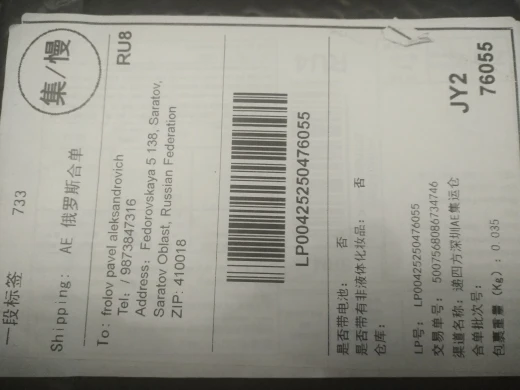 一段标签 733
集/慢
Shipping: AE 俄罗斯合单
RU8
To: frolov pavel aleksandrovich
Tel: / 9873847316
Address: Fedorovskaya 5 138, Saratov,
Saratov Oblast, Russian Federation
ZIP: 410018
LP00425250476055
是否带电池: 否
是否带有非液体化妆品: 否
仓库:
JY2
76055
LP号: LP00425250476055
交易单号: 5007568086734746
渠道名称: 递四方深圳AE集运仓
合单批次号:
包裹重量 (Kg): 0.035